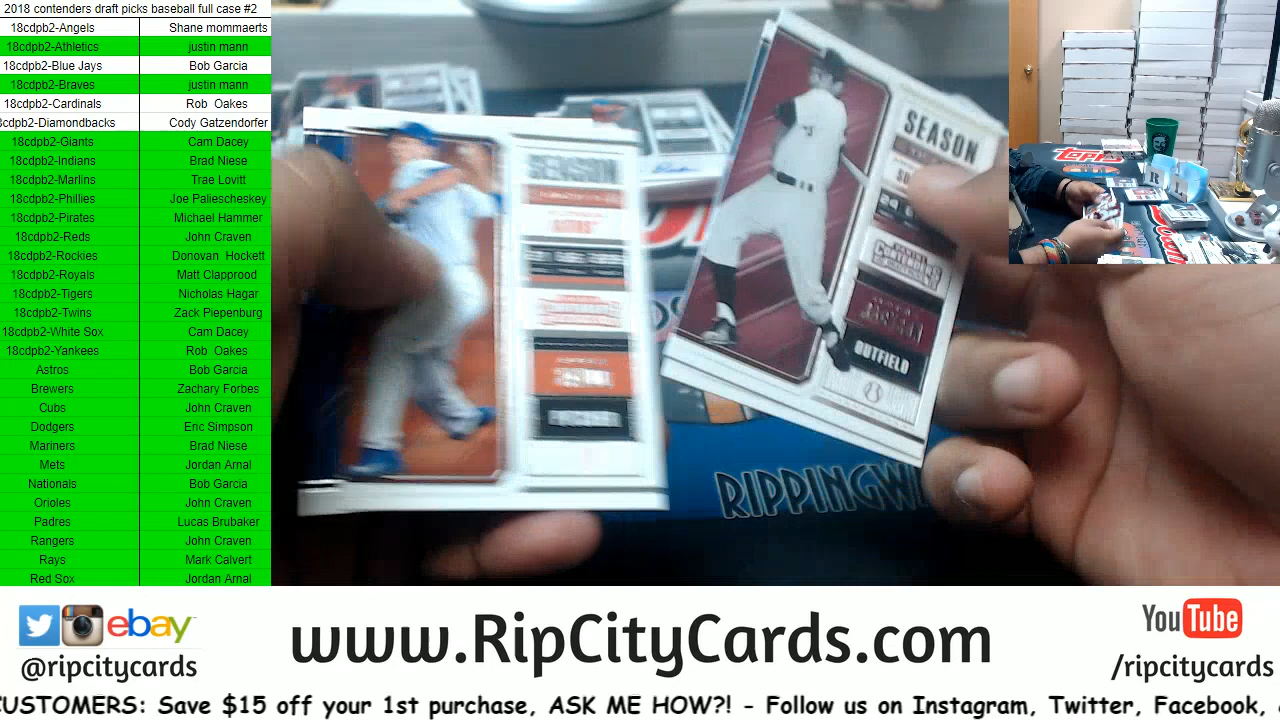 2018 contenders draft picks baseball full case #2
18cdpb2-Angels Shane mommaerts
18cdpb2-Athletics justin mann
18cdpb2-Blue Jays Bob Garcia
18cdpb2-Braves justin mann
18cdpb2-Cardinals Rob Oakes
8cdpb2-Diamondbacks Cody Gatzendorfer
18cdpb2-Giants Cam Dacey
18cdpb2-Indians Brad Niese
18cdpb2-Marlins Trae Lovitt
18cdpb2-Phillies Joe Paliescheskey
18cdpb2-Pirates Michael Hammer
18cdpb2-Reds John Craven
18cdpb2-Rockies Donovan Hockett
18cdpb2-Royals Matt Clapprood
18cdpb2-Tigers Nicholas Hagar
18cdpb2-Twins Zack Piepenburg
18cdpb2-White Sox Cam Dacey
18cdpb2-Yankees Rob Oakes
Astros Bob Garcia
Brewers Zachary Forbes
Cubs John Craven
Dodgers Eric Simpson
Mariners Brad Niese
Mets Jordan Arnal
Nationals Bob Garcia
Orioles John Craven
Padres Lucas Brubaker
Rangers John Craven
Rays Mark Calvert
Red Sox Jordan Arnal
SEASON
SEASON
PANINI
CONTENDERS
OUTFIELD
RIPPINGW
Topps
R L
ebay
@ripcitycards
www.RipCityCards.com
YouTube
/ripcitycards
CUSTOMERS: Save $15 off your 1st purchase, ASK ME HOW?! - Follow us on Instagram, Twitter, Facebook,